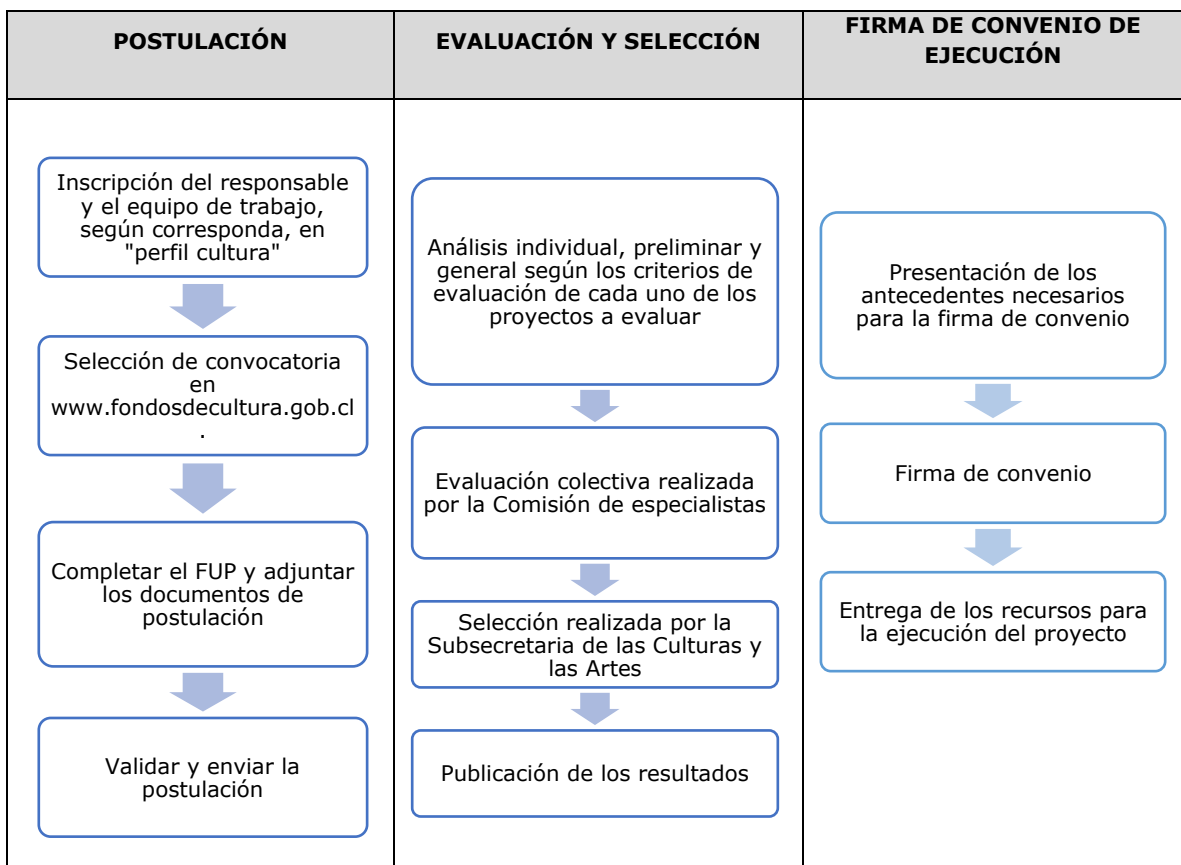 POSTULACIÓN
EVALUACIÓN Y SELECCIÓN
FIRMA DE CONVENIO DE
EJECUCIÓN
Inscripción del responsable
y el equipo de trabajo,
según corresponda, en
"perfil cultura"
Selección de convocatoria
en
www.fondosdecultura.gob.cl
.
Completar el FUP y adjuntar
los documentos de
postulación
Validar y enviar la
postulación
Análisis individual, preliminar y
general según los criterios de
evaluación de cada uno de los
proyectos a evaluar
Evaluación colectiva realizada
por la Comisión de especialistas
Selección realizada por la
Subsecretaria de las Culturas y
las Artes
Publicación de los resultados
Presentación de los
antecedentes necesarios
para la firma de convenio
Firma de convenio
Entrega de los recursos para
la ejecución del proyecto